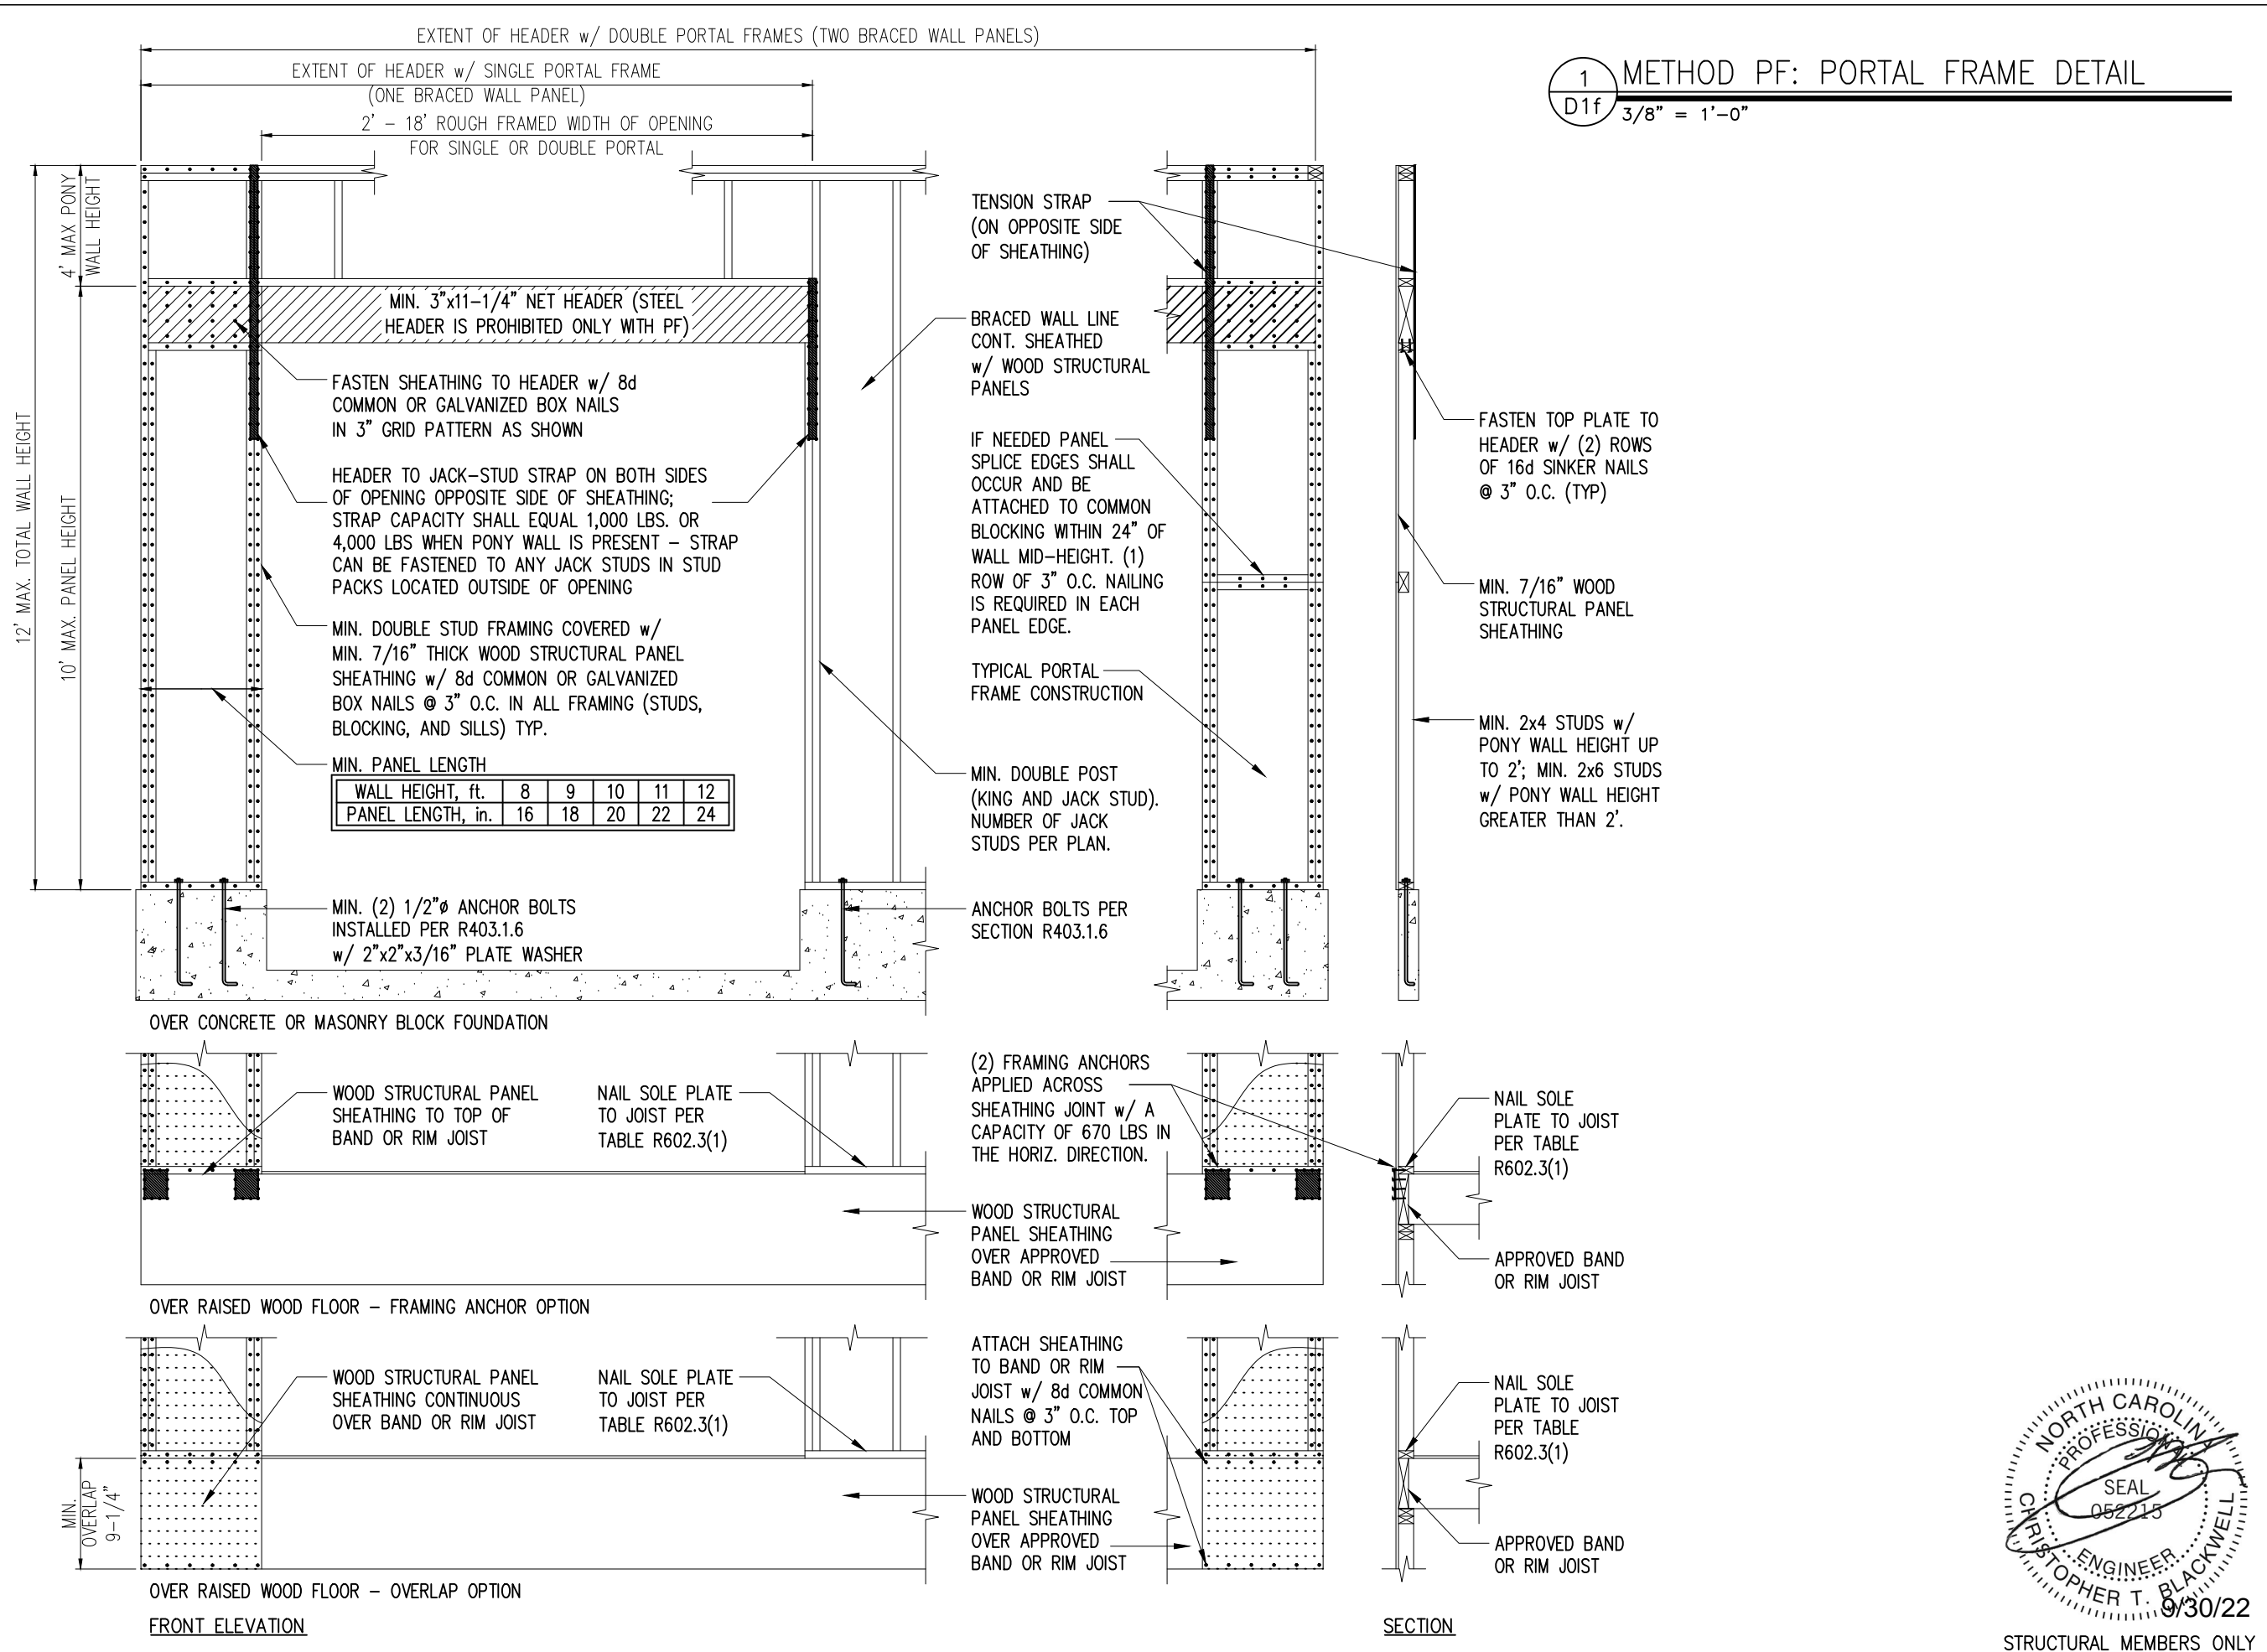 EXTENT OF HEADER w/ DOUBLE PORTAL FRAMES (TWO BRACED WALL PANELS)
EXTENT OF HEADER w/ SINGLE PORTAL FRAME
(ONE BRACED WALL PANEL)
2' - 18' ROUGH FRAMED WIDTH OF OPENING
FOR SINGLE OR DOUBLE PORTAL
1
D1f
METHOD PF: PORTAL FRAME DETAIL
3/8" = 1'-0"
12' MAX. TOTAL WALL HEIGHT
10' MAX. PANEL HEIGHT
4' MAX PONY
WALL HEIGHT
MIN. 3"x11-1/4" NET HEADER (STEEL
HEADER IS PROHIBITED ONLY WITH PF)
FASTEN SHEATHING TO HEADER w/ 8d
COMMON OR GALVANIZED BOX NAILS
IN 3" GRID PATTERN AS SHOWN
HEADER TO JACK-STUD STRAP ON BOTH SIDES
OF OPENING OPPOSITE SIDE OF SHEATHING;
STRAP CAPACITY SHALL EQUAL 1,000 LBS. OR
4,000 LBS WHEN PONY WALL IS PRESENT - STRAP
CAN BE FASTENED TO ANY JACK STUDS IN STUD
PACKS LOCATED OUTSIDE OF OPENING
MIN. DOUBLE STUD FRAMING COVERED w/
MIN. 7/16" THICK WOOD STRUCTURAL PANEL
SHEATHING w/ 8d COMMON OR GALVANIZED
BOX NAILS @ 3" O.C. IN ALL FRAMING (STUDS,
BLOCKING, AND SILLS) TYP.
MIN. PANEL LENGTH
WALL HEIGHT, ft. 8 9 10 11 12
PANEL LENGTH, in. 16 18 20 22 24
MIN. (2) 1/2"ø ANCHOR BOLTS
INSTALLED PER R403.1.6
w/ 2"x2"x3/16" PLATE WASHER
TENSION STRAP
(ON OPPOSITE SIDE
OF SHEATHING)
BRACED WALL LINE
CONT. SHEATHED
w/ WOOD STRUCTURAL
PANELS
IF NEEDED PANEL
SPLICE EDGES SHALL
OCCUR AND BE
ATTACHED TO COMMON
BLOCKING WITHIN 24" OF
WALL MID-HEIGHT. (1)
ROW OF 3" O.C. NAILING
IS REQUIRED IN EACH
PANEL EDGE.
TYPICAL PORTAL
FRAME CONSTRUCTION
MIN. DOUBLE POST
(KING AND JACK STUD).
NUMBER OF JACK
STUDS PER PLAN.
ANCHOR BOLTS PER
SECTION R403.1.6
FASTEN TOP PLATE TO
HEADER w/ (2) ROWS
OF 16d SINKER NAILS
@ 3" O.C. (TYP)
MIN. 7/16" WOOD
STRUCTURAL PANEL
SHEATHING
MIN. 2x4 STUDS w/
PONY WALL HEIGHT UP
TO 2'; MIN. 2x6 STUDS
w/ PONY WALL HEIGHT
GREATER THAN 2'.
OVER CONCRETE OR MASONRY BLOCK FOUNDATION
WOOD STRUCTURAL PANEL
SHEATHING TO TOP OF
BAND OR RIM JOIST
NAIL SOLE PLATE
TO JOIST PER
TABLE R602.3(1)
(2) FRAMING ANCHORS
APPLIED ACROSS
SHEATHING JOINT w/ A
CAPACITY OF 670 LBS IN
THE HORIZ. DIRECTION.
WOOD STRUCTURAL
PANEL SHEATHING
OVER APPROVED
BAND OR RIM JOIST
NAIL SOLE
PLATE TO JOIST
PER TABLE
R602.3(1)
APPROVED BAND
OR RIM JOIST
OVER RAISED WOOD FLOOR - FRAMING ANCHOR OPTION
WOOD STRUCTURAL PANEL
SHEATHING CONTINUOUS
OVER BAND OR RIM JOIST
NAIL SOLE PLATE
TO JOIST PER
TABLE R602.3(1)
ATTACH SHEATHING
TO BAND OR RIM
JOIST w/ 8d COMMON
NAILS @ 3" O.C. TOP
AND BOTTOM
WOOD STRUCTURAL
PANEL SHEATHING
OVER APPROVED
BAND OR RIM JOIST
NAIL SOLE
PLATE TO JOIST
PER TABLE
R602.3(1)
APPROVED BAND
OR RIM JOIST
MIN.
OVERLAP
9-1/4"
OVER RAISED WOOD FLOOR - OVERLAP OPTION
FRONT ELEVATION
SECTION
NORTH CAROLINA
PROFESSIONAL
SEAL
052215
ENGINEER
CHRISTOPHER T. BLACKWELL
9/30/22
STRUCTURAL MEMBERS ONLY